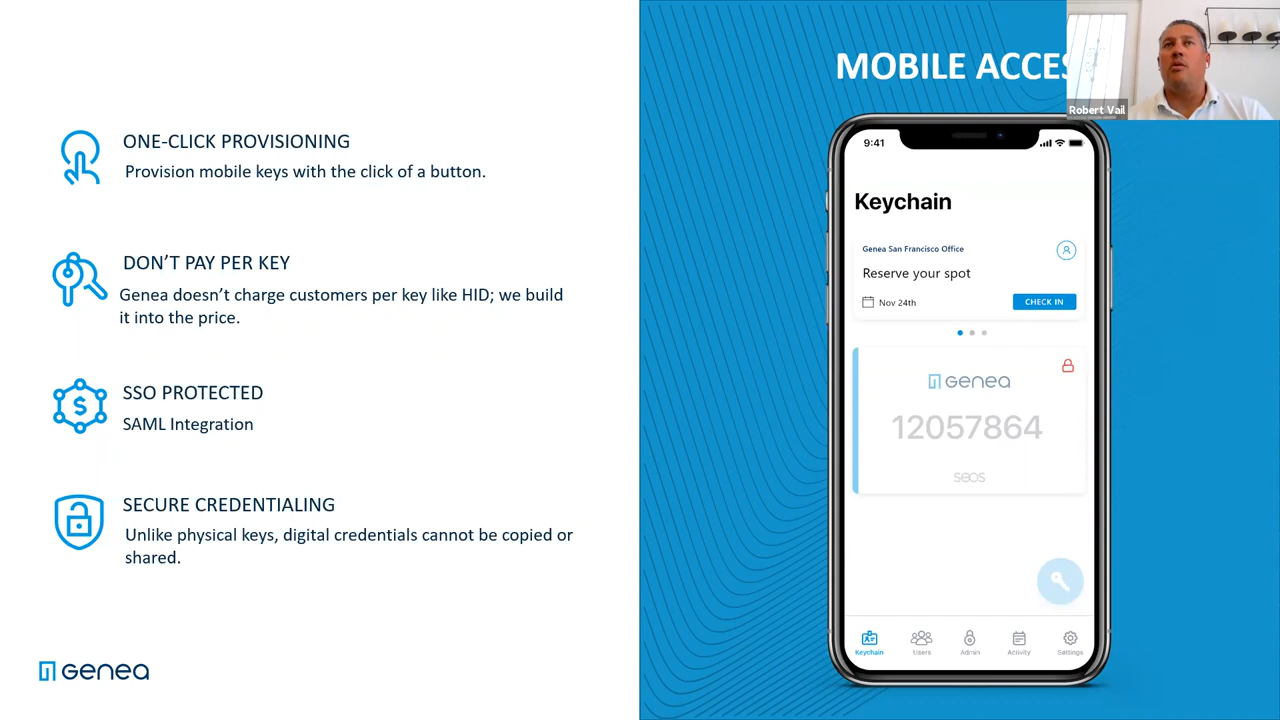 ONE-CLICK PROVISIONING
Provision mobile keys with the click of a button.
DON'T PAY PER KEY
Genea doesn't charge customers per key like HID; we build
it into the price.
SSO PROTECTED
SAML Integration
SECURE CREDENTIALING
Unlike physical keys, digital credentials cannot be copied or
shared.
Genea
MOBILE ACCES
Robert Vail
9:41
Keychain
Genea San Francisco Office
Reserve your spot
Nov 24th
CHECK IN
Genea
12057864
seos
Keychain
Users
Admin
Activity
Settings